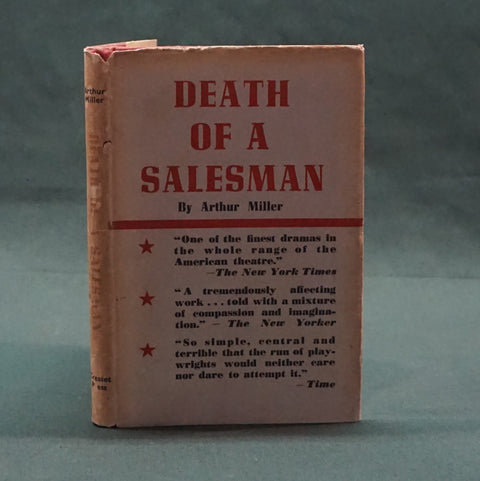 Arthur
Miller
DEATH
OF A
SALESMAN
By Arthur Miller
"One of the finest dramas in
the whole range of the
American theatre."
—The New York Times
"A tremendously affecting
work . . . told with a mixture
of compassion and imagina-
tion." — The New Yorker
"So simple, central and
terrible that the run of play-
wrights would neither care
nor dare to attempt it."
— Time